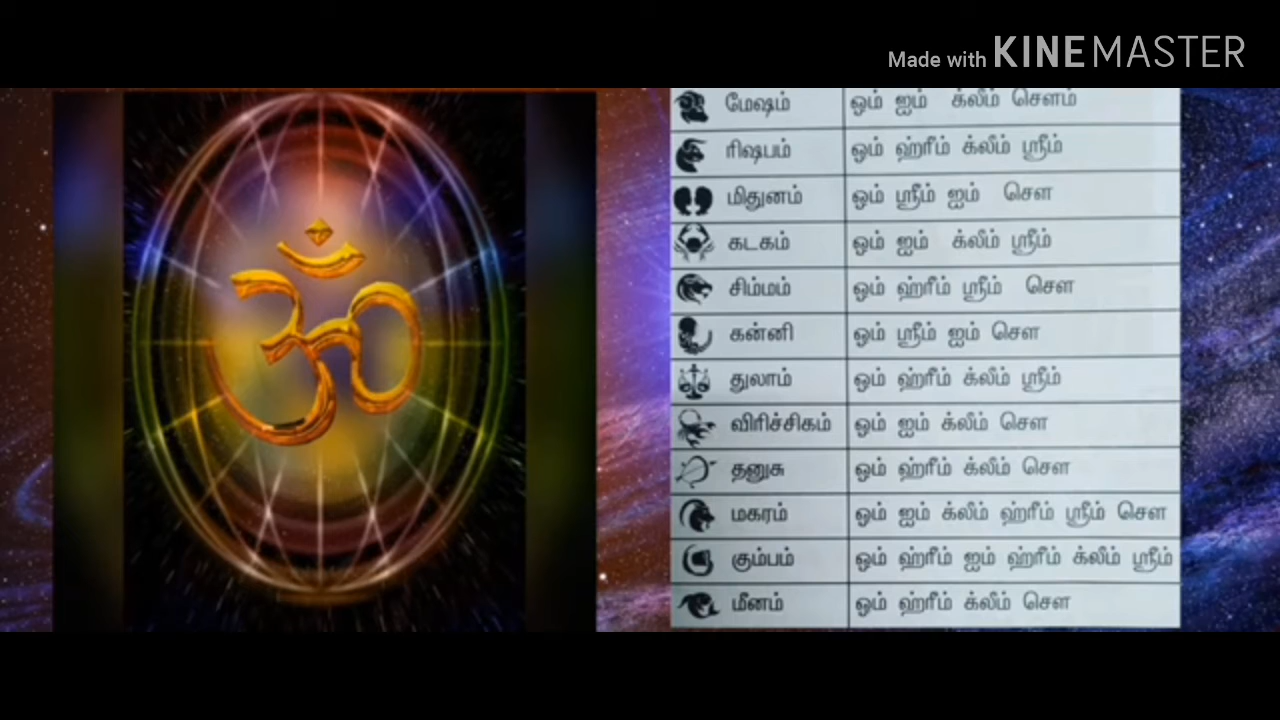 Made with KINEMASTER
மேஷம் ஓம் ஐம் க்லீம் சௌம்
ரிஷபம் ஓம் ஹ்ரீம் க்லீம் ஸ்ரீம்
மிதுனம் ஓம் ஸ்ரீம் ஐம் சௌ
கடகம் ஓம் ஐம் க்லீம் ஸ்ரீம்
சிம்மம் ஓம் ஹ்ரீம் ஸ்ரீம் சௌ
கன்னி ஓம் ஸ்ரீம் ஐம் சௌ
துலாம் ஓம் ஹ்ரீம் க்லீம் ஸ்ரீம்
விரிச்சிகம் ஓம் ஐம் க்லீம் சௌ
தனுசு ஓம் ஹ்ரீம் க்லீம் சௌ
மகரம் ஓம் ஐம் க்லீம் ஹ்ரீம் ஸ்ரீம் சௌ
கும்பம் ஓம் ஹ்ரீம் ஐம் ஹ்ரீம் க்லீம் ஸ்ரீம்
மீனம் ஓம் ஹ்ரீம் க்லீம் சௌ